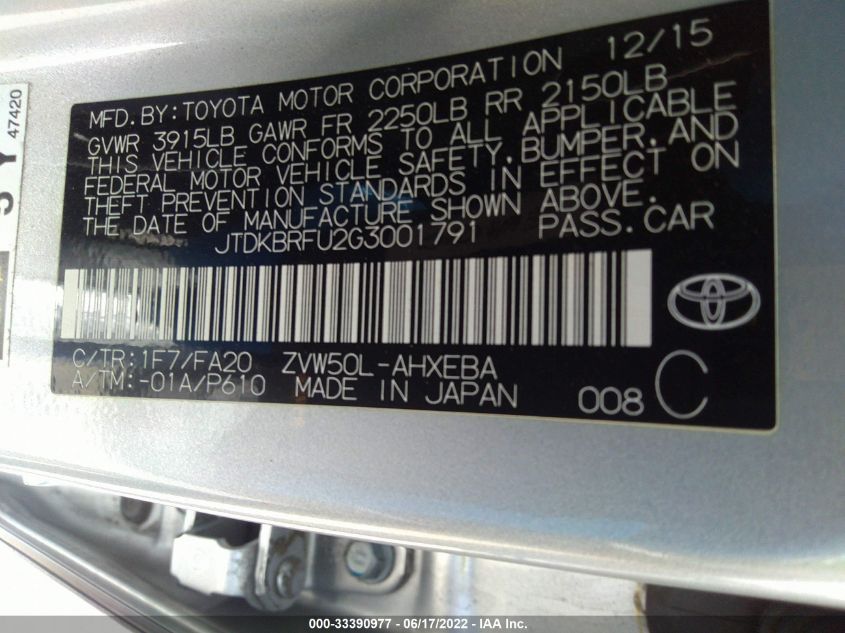 MFD. BY: TOYOTA MOTOR CORPORATION 12/15
GVWR 3915LB GAWR FR 2250LB RR 2150LB
THIS VEHICLE CONFORMS TO ALL APPLICABLE
FEDERAL MOTOR VEHICLE SAFETY, BUMPER, AND
THEFT PREVENTION STANDARDS IN EFFECT ON
THE DATE OF MANUFACTURE SHOWN ABOVE.
JTDKBRFU2G3001791 PASS. CAR
C/TR: 1F7/FA20 ZVW50L-AHXEBA
A/TM: -01A/P610 MADE IN JAPAN
008 C
47420
000-33390977 - 06/17/2022 - IAA Inc.